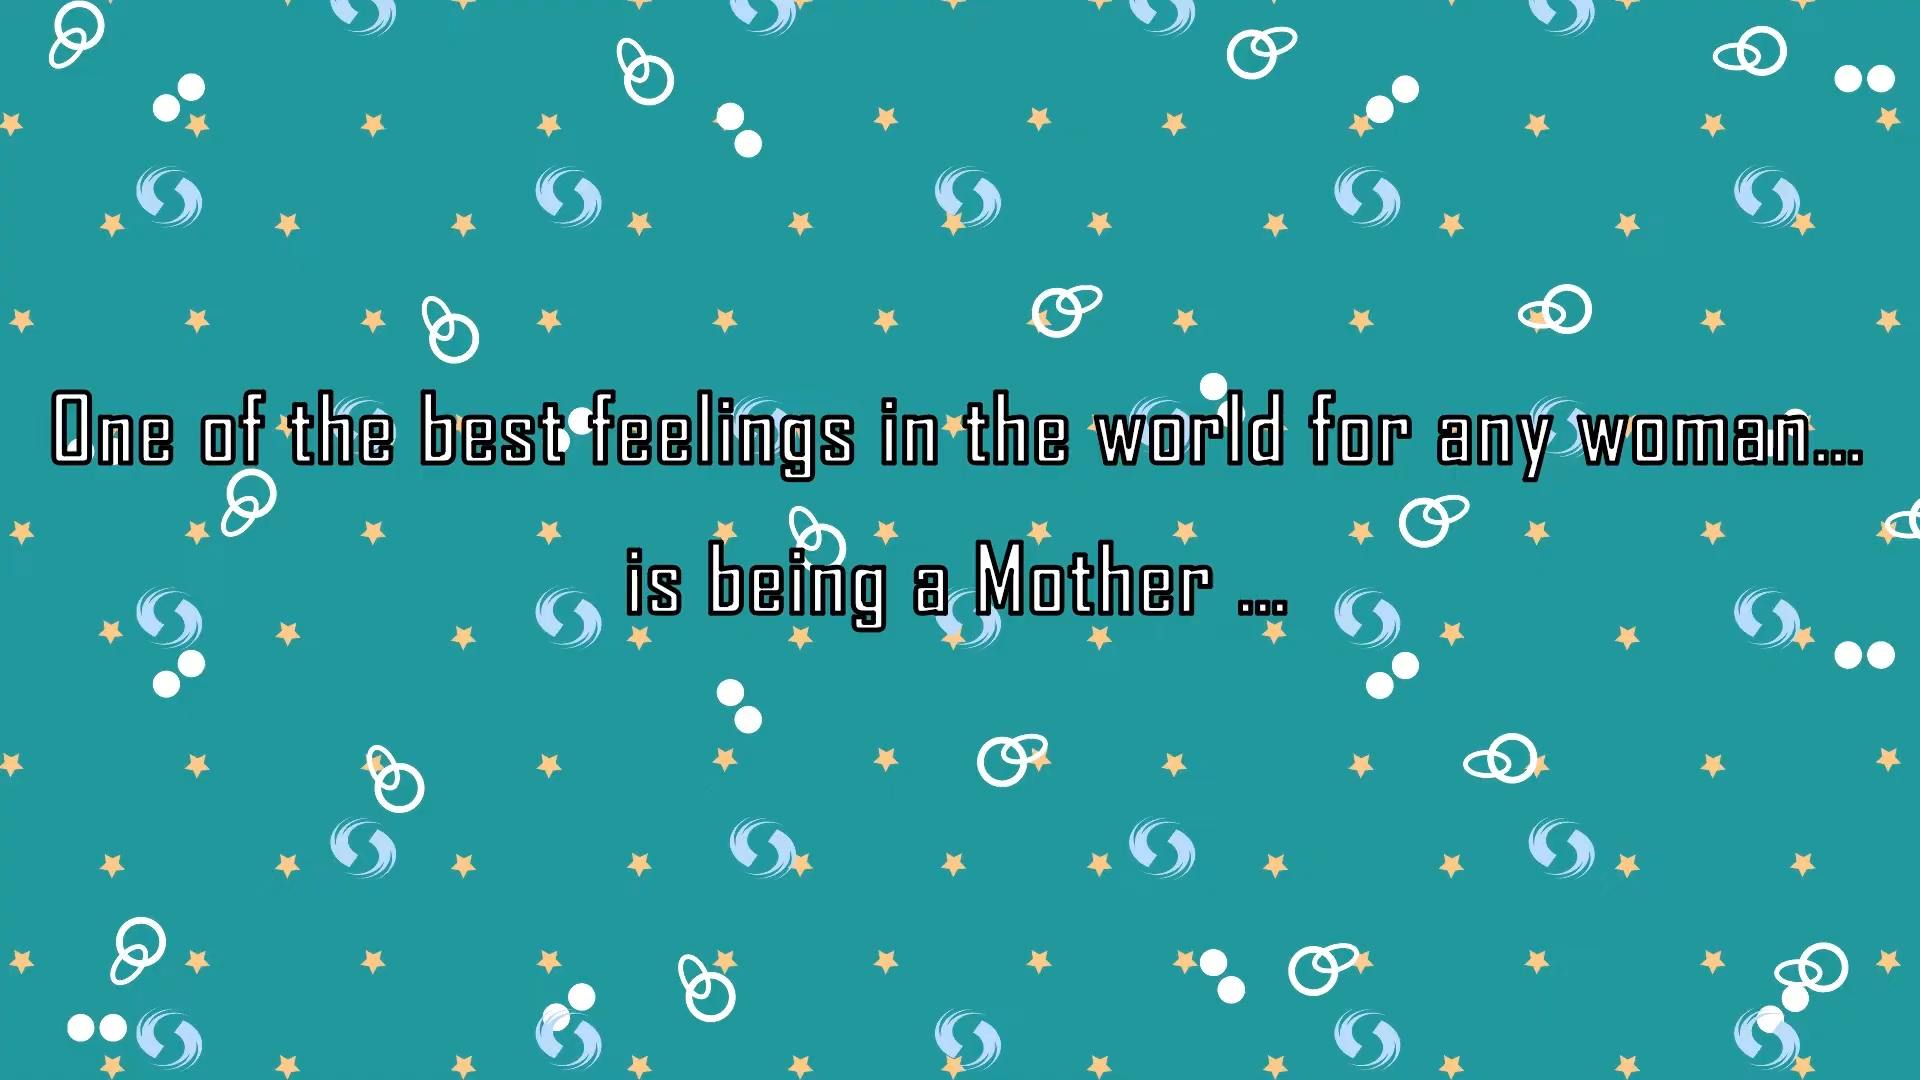 One of the best feelings in the world for any woman...
is being a Mother ...